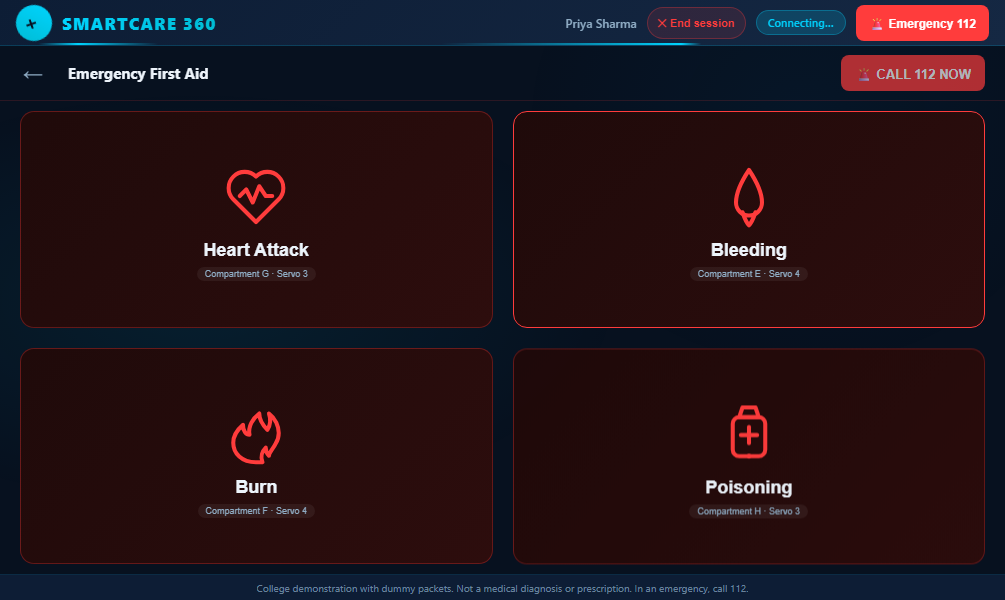 SMARTCARE 360
Priya Sharma
✕ End session
Connecting...
🚨 Emergency 112
← Emergency First Aid
🚨 CALL 112 NOW
Heart Attack
Compartment G · Servo 3
Bleeding
Compartment E · Servo 4
Burn
Compartment F · Servo 4
Poisoning
Compartment H · Servo 3
College demonstration with dummy packets. Not a medical diagnosis or prescription. In an emergency, call 112.